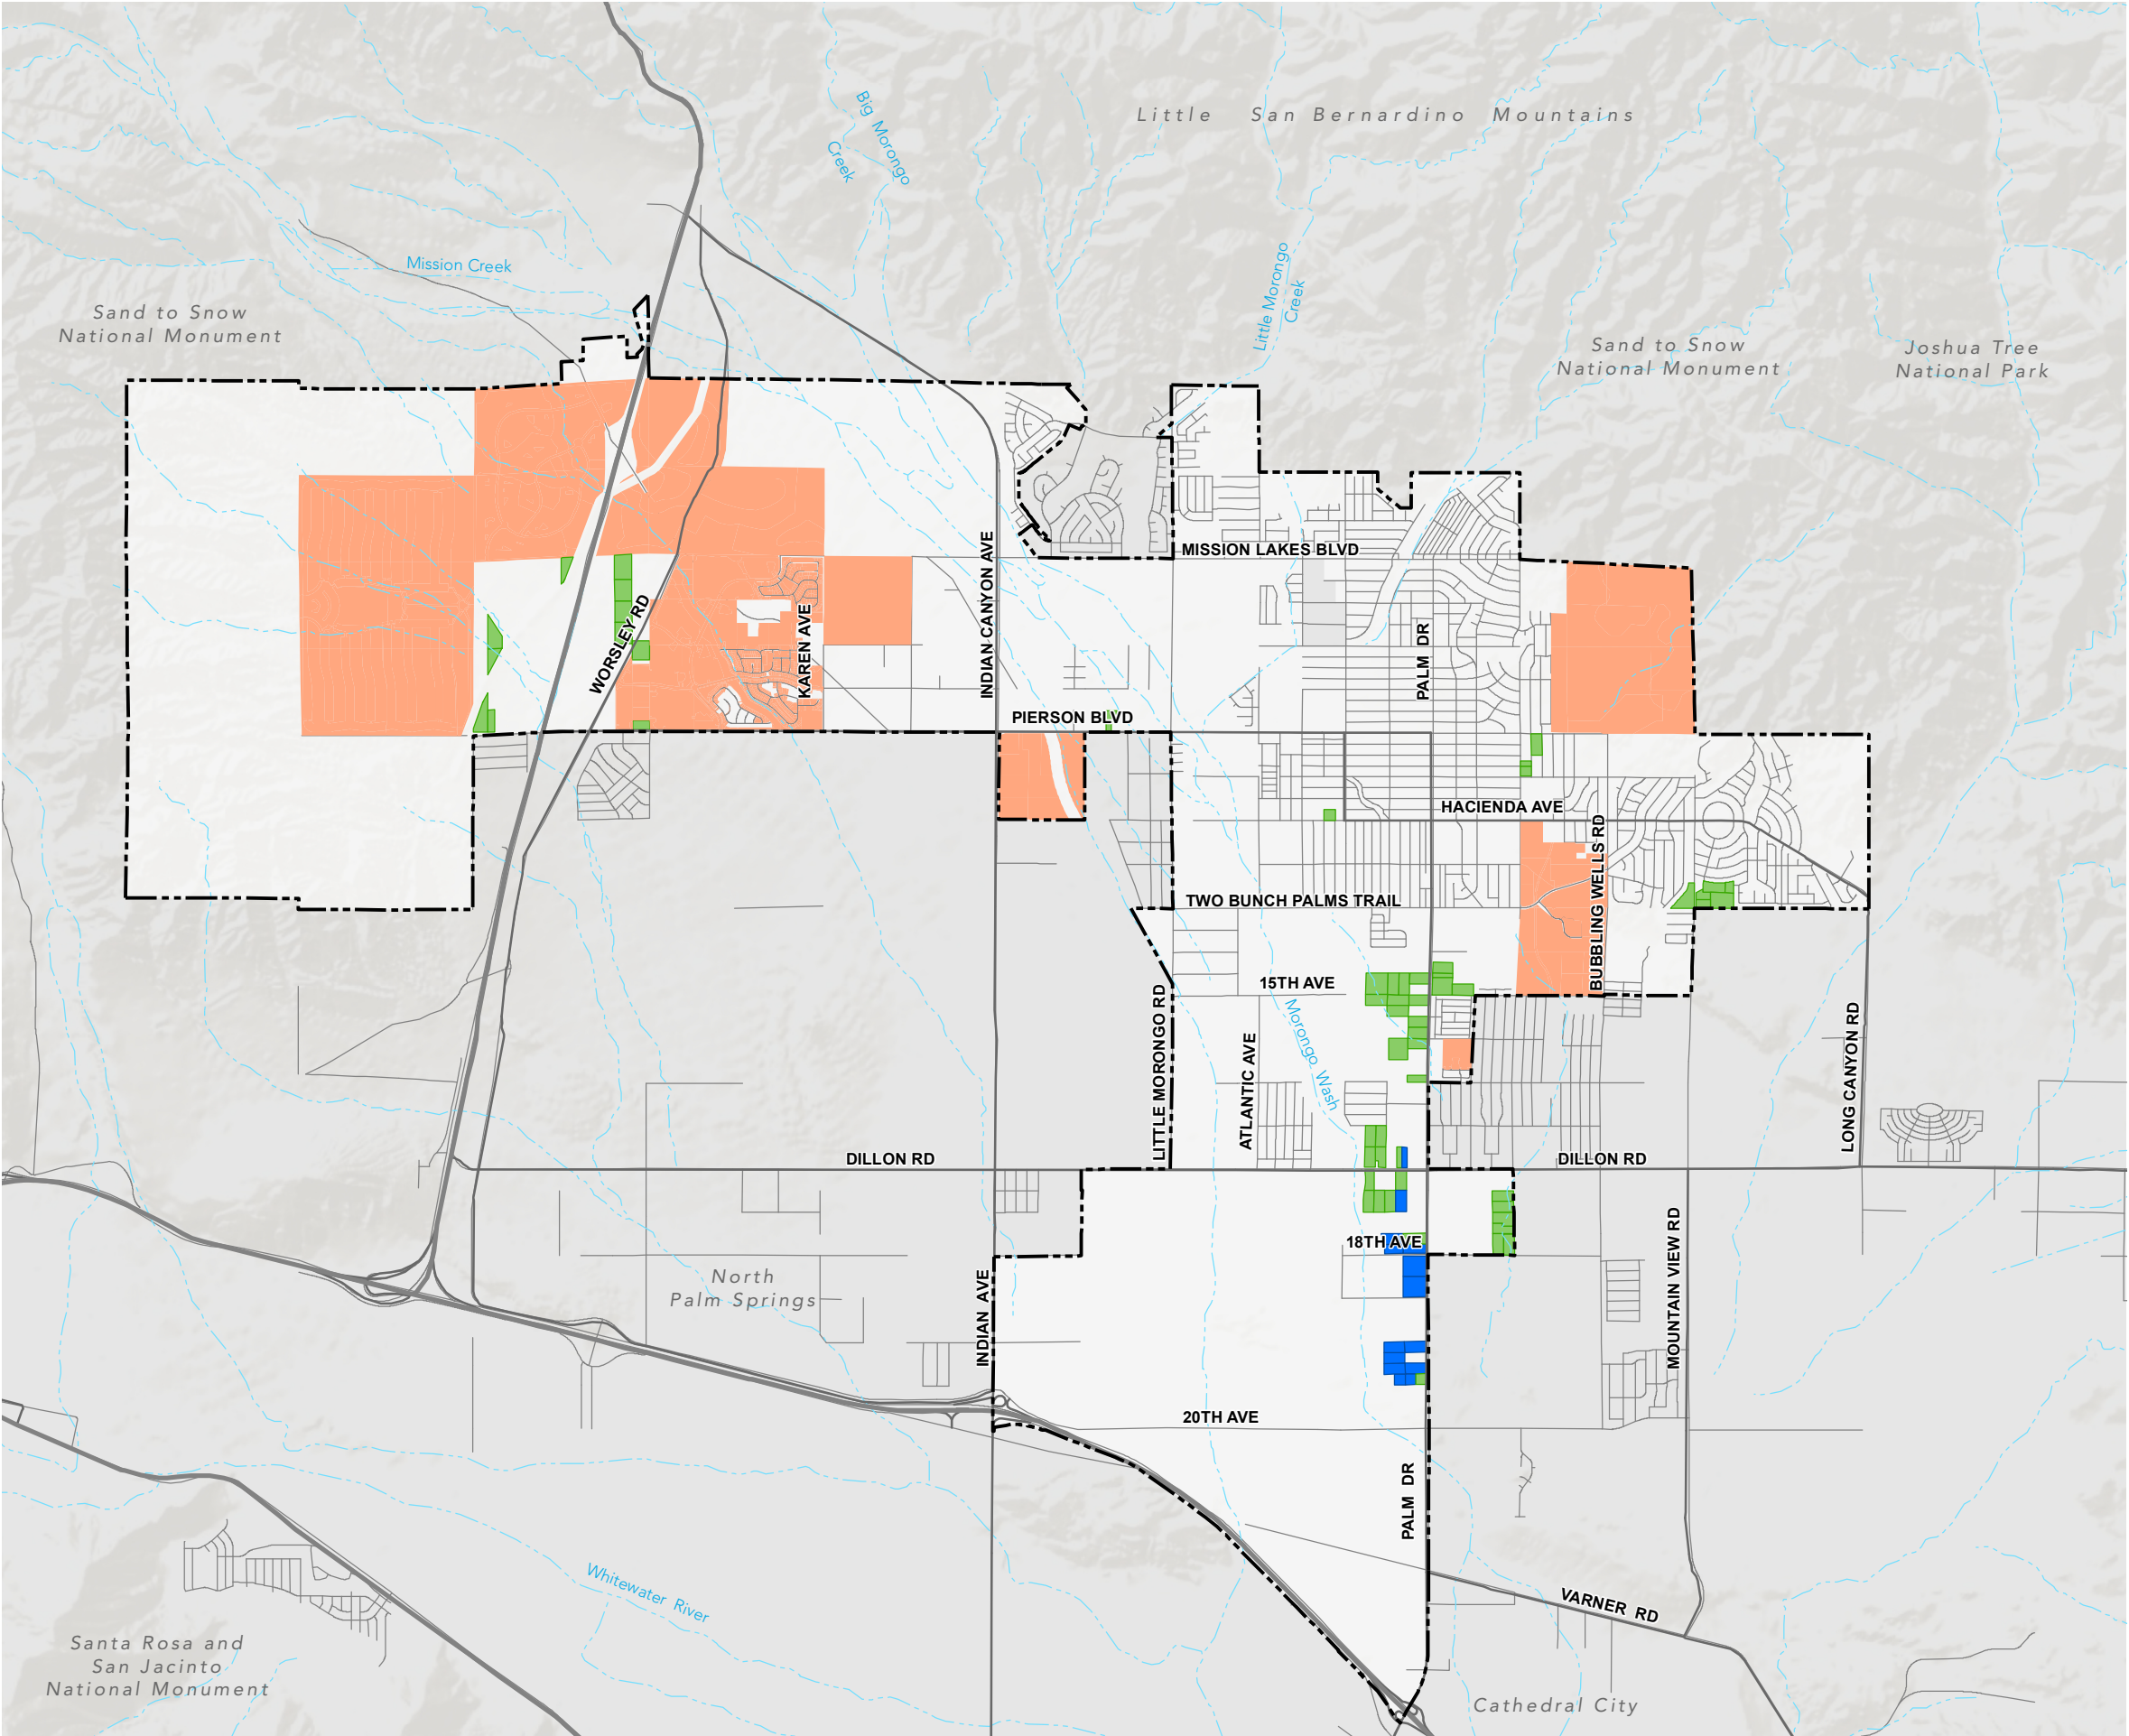 Little San Bernardino Mountains
Big Morongo
Creek
Mission Creek
Little Morongo
Creek
Sand to Snow
National Monument
Sand to Snow
National Monument
Joshua Tree
National Park
MISSION LAKES BLVD
INDIAN CANYON AVE
WORSLEY RD
KAREN AVE
PALM DR
PIERSON BLVD
HACIENDA AVE
BUBBLING WELLS RD
TWO BUNCH PALMS TRAIL
15TH AVE
LITTLE MORONGO RD
ATLANTIC AVE
Morongo Wash
LONG CANYON RD
DILLON RD
DILLON RD
18TH AVE
MOUNTAIN VIEW RD
North
Palm Springs
INDIAN AVE
20TH AVE
PALM DR
VARNER RD
Whitewater River
Santa Rosa and
San Jacinto
National Monument
Cathedral City